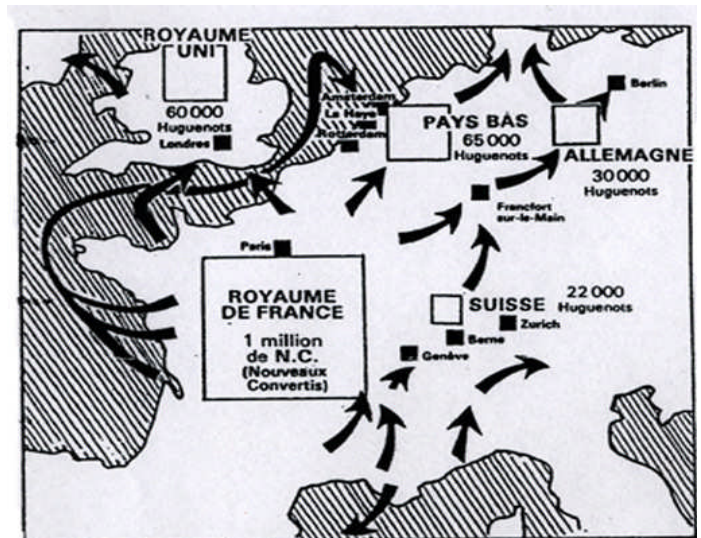 ROYAUME
UNI
60 000
Huguenots
Londres
Amsterdam
La Haye
Rotterdam
PAYS BÀS
65 000
Huguenots
Berlin
ALLEMAGNE
30 000
Huguenots
Francfort
sur-le-Main
Paris
ROYAUME
DE FRANCE
1 million
de N.C.
(Nouveaux
Convertis)
SUISSE
22 000
Huguenots
Zurich
Berne
Genève